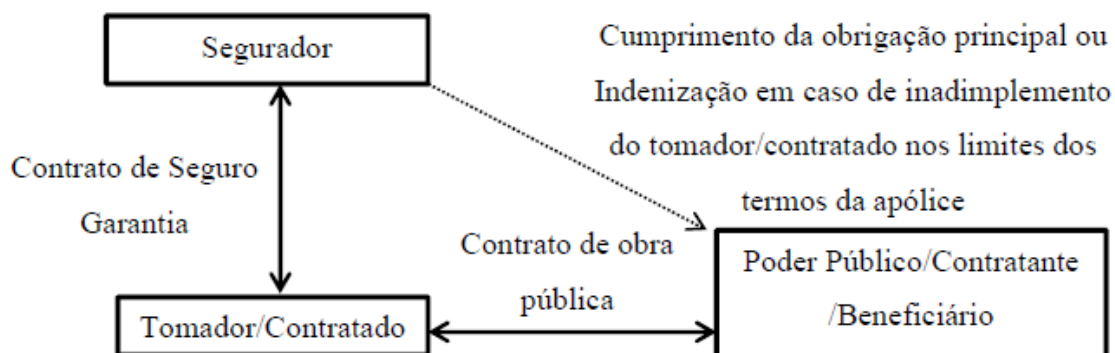 Segurador
Cumprimento da obrigação principal ou
Indenização em caso de inadimplemento
do tomador/contratado nos limites dos
termos da apólice
Contrato de Seguro
Garantia
Contrato de obra
pública
Poder Público/Contratante
/Beneficiário
Tomador/Contratado